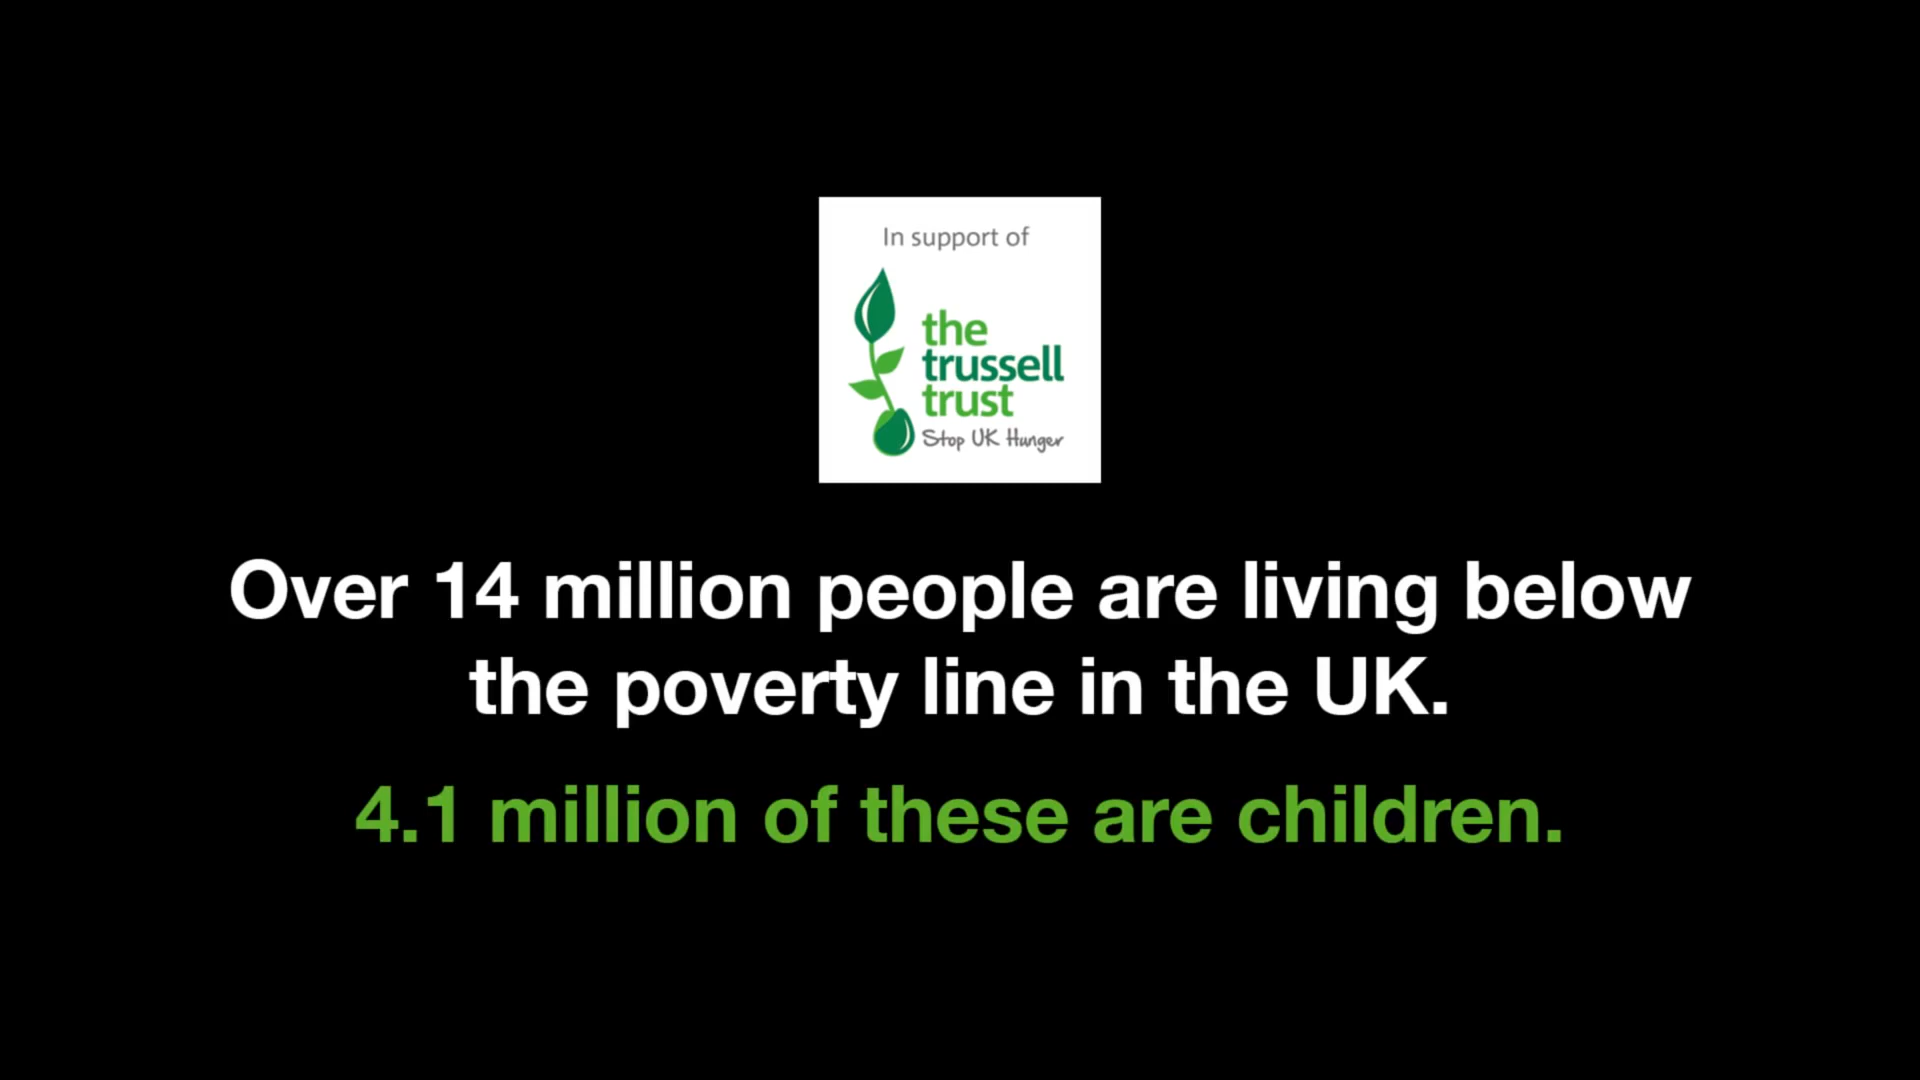 In support of
the
trussell
trust
Stop UK Hunger
Over 14 million people are living below
the poverty line in the UK.
4.1 million of these are children.